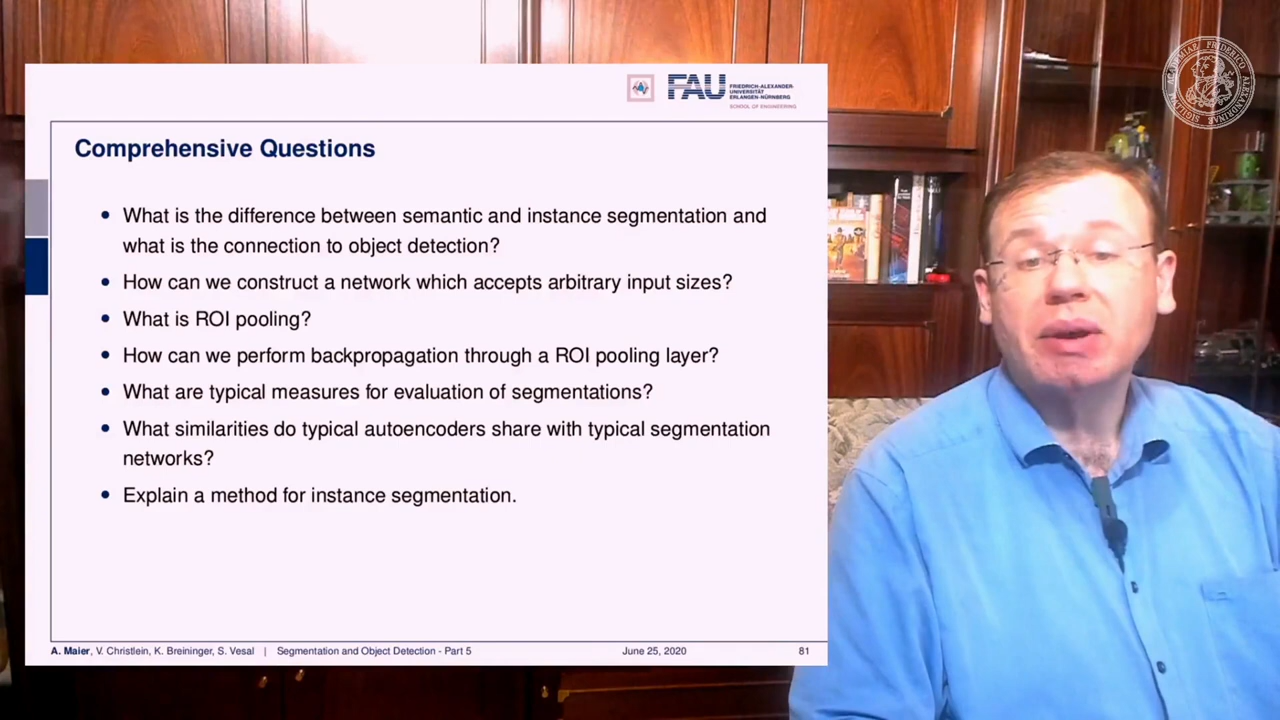 FAU
FRIEDRICH-ALEXANDER-
UNIVERSITÄT
ERLANGEN-NÜRNBERG
SCHOOL OF ENGINEERING
Comprehensive Questions
• What is the difference between semantic and instance segmentation and
what is the connection to object detection?
• How can we construct a network which accepts arbitrary input sizes?
• What is ROI pooling?
• How can we perform backpropagation through a ROI pooling layer?
• What are typical measures for evaluation of segmentations?
• What similarities do typical autoencoders share with typical segmentation
networks?
• Explain a method for instance segmentation.
A. Maier, V. Christlein, K. Breininger, S. Vesal | Segmentation and Object Detection - Part 5 June 25, 2020 81